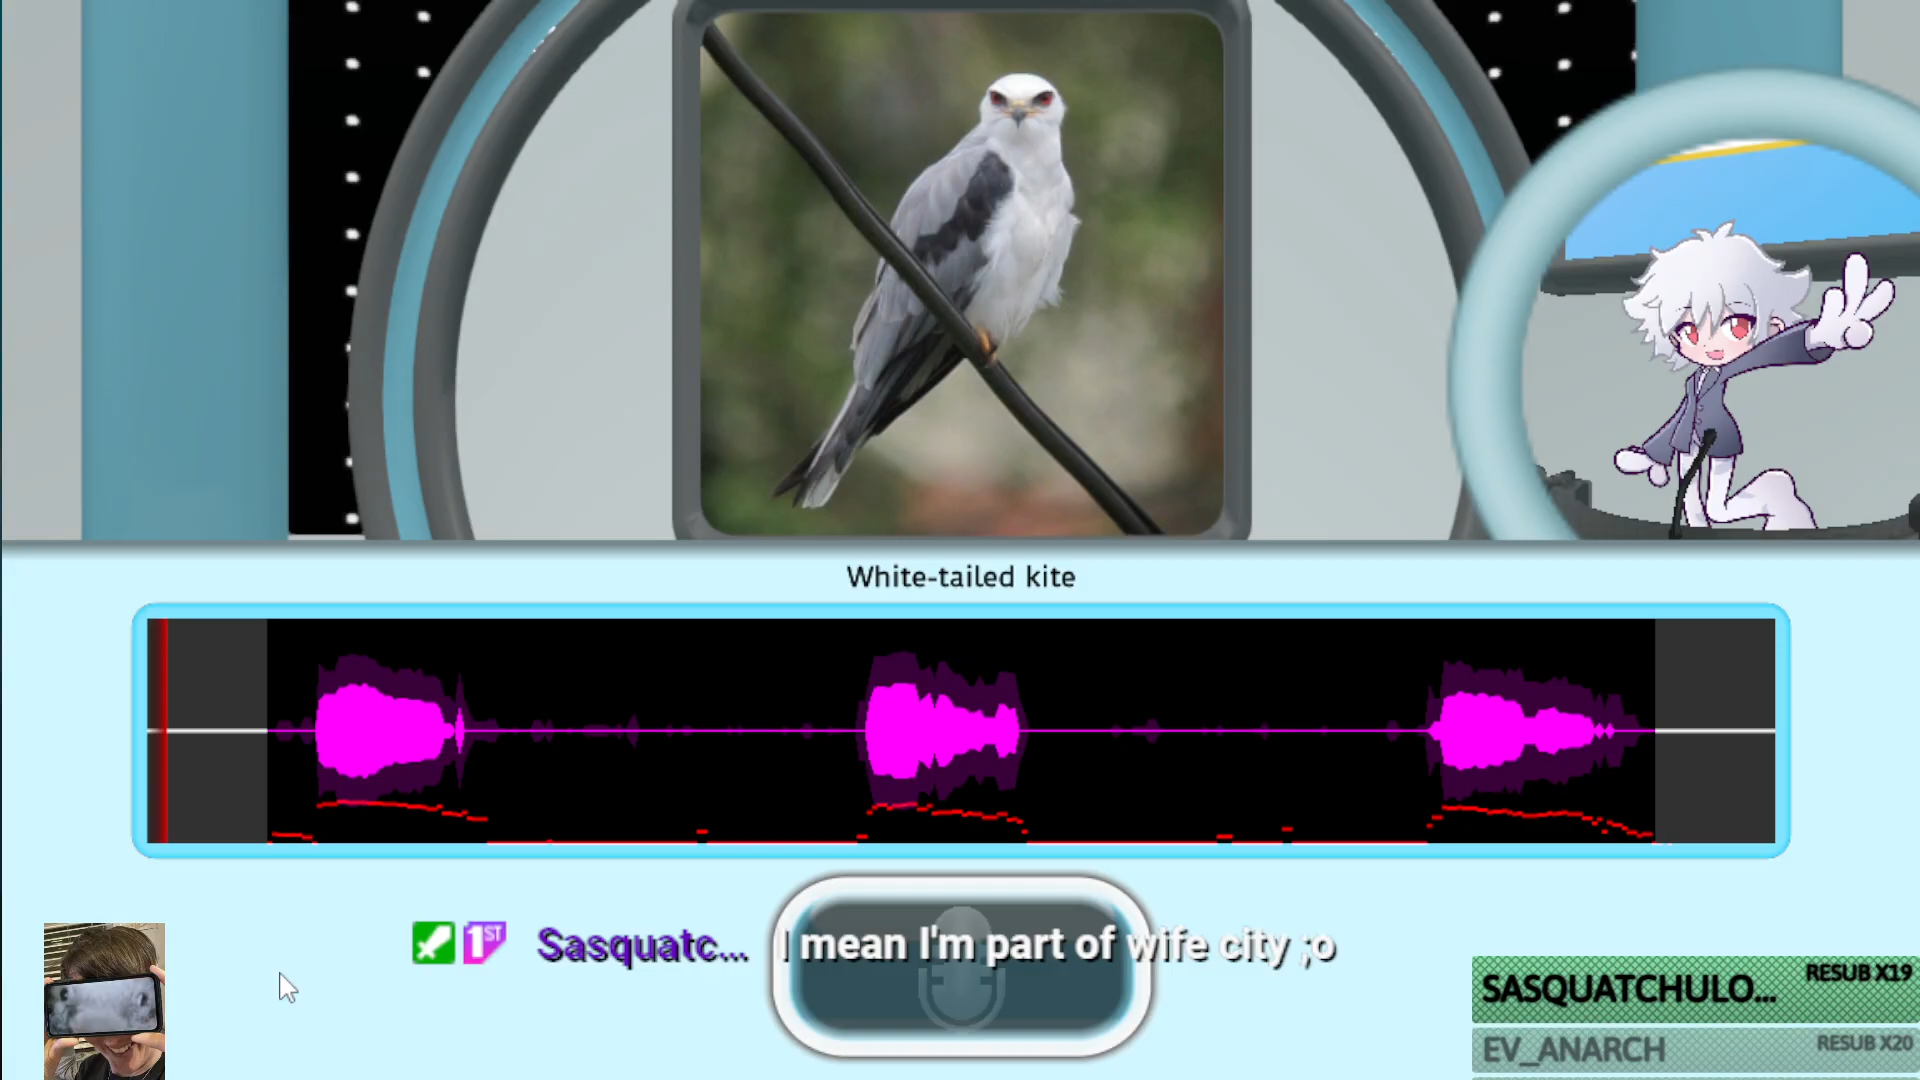 White-tailed kite
1ST Sasquatc... I mean I'm part of wife city ;o
SASQUATCHULO... RESUB X19
EV_ANARCH RESUB X20